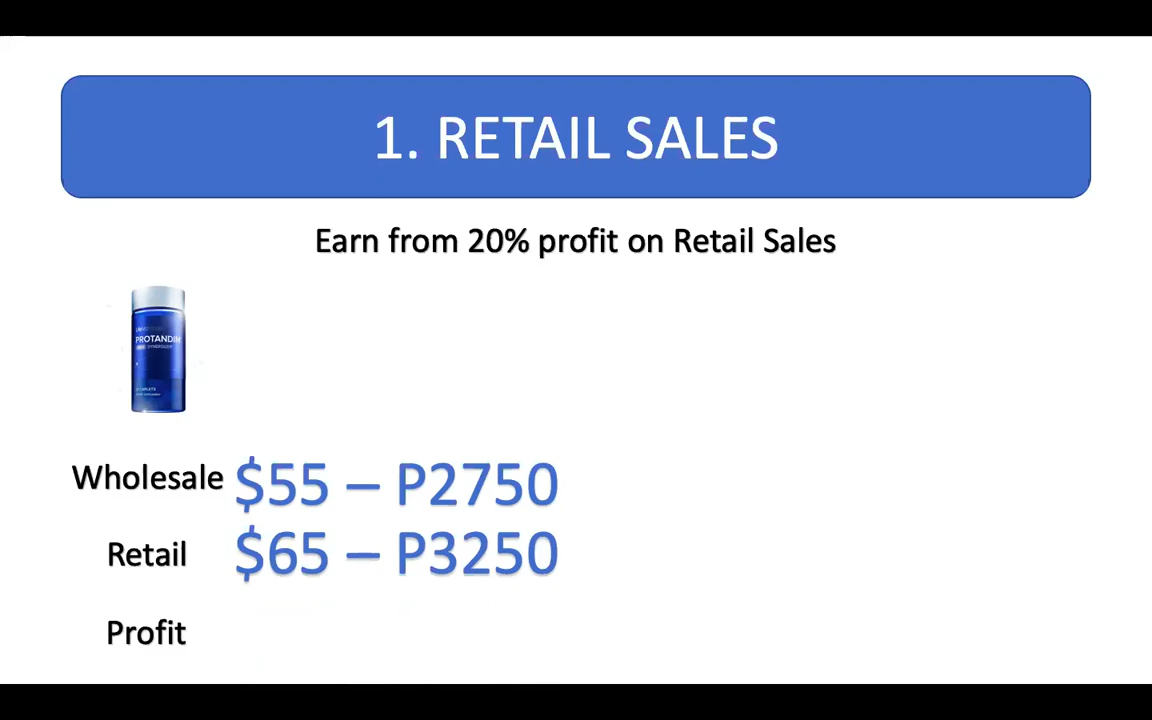 1. RETAIL SALES
Earn from 20% profit on Retail Sales
PROTANDIM
Wholesale $55 – P2750
Retail $65 – P3250
Profit